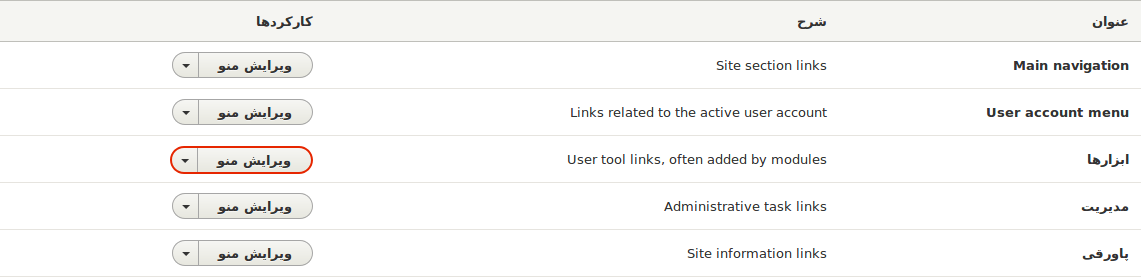 عنوان شرح کارکردها
Main navigation Site section links ویرایش منو
User account menu Links related to the active user account ویرایش منو
ابزارها User tool links, often added by modules ویرایش منو
مدیریت Administrative task links ویرایش منو
پاورقی Site information links ویرایش منو